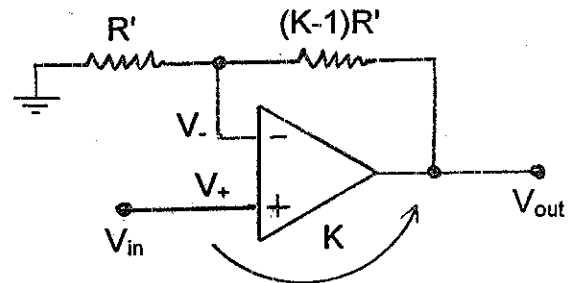 R'
(K-1)R'
V-
-
V+
+
Vin
K
Vout